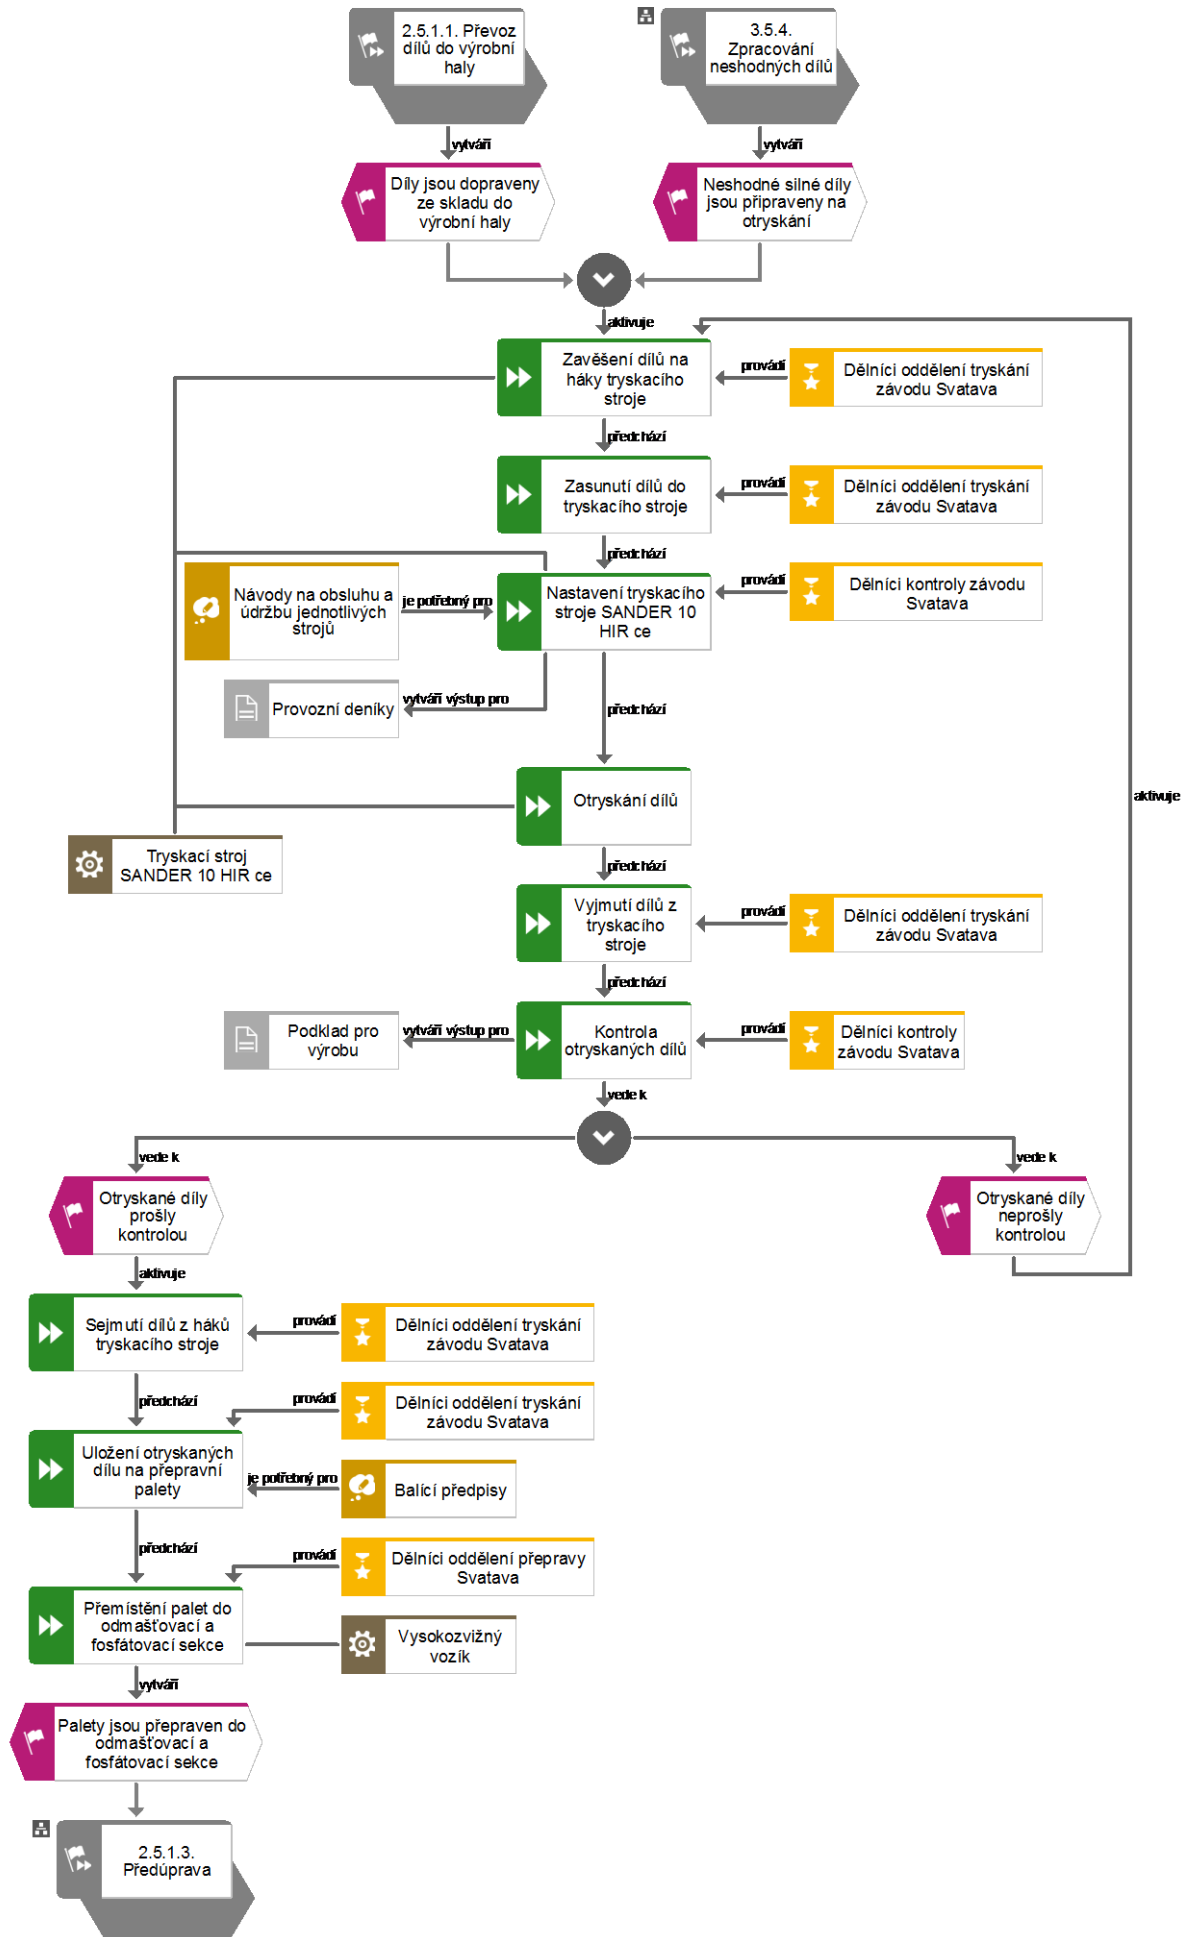 2.5.1.1. Převoz
dílů do výrobní
haly
3.5.4.
Zpracování
neshodných dílů
vytváří
vytváří
Díly jsou dopraveny
ze skladu do
výrobní haly
Neshodné silné díly
jsou připraveny na
otryskání
aktivuje
Zavěšení dílů na
háky tryskacího
stroje
provádí
Dělníci oddělení tryskání
závodu Svatava
předchází
Zasunutí dílů do
tryskacího stroje
provádí
Dělníci oddělení tryskání
závodu Svatava
předchází
Návody na obsluhu a
údržbu jednotlivých
strojů
je potřebný pro
Nastavení tryskacího
stroje SANDER 10
HIR ce
provádí
Dělníci kontroly závodu
Svatava
Provozní deníky
vytváří výstup pro
předchází
Otryskání dílů
aktivuje
Tryskací stroj
SANDER 10 HIR ce
předchází
Vyjmutí dílů z
tryskacího
stroje
provádí
Dělníci oddělení tryskání
závodu Svatava
předchází
Podklad pro
výrobu
vytváří výstup pro
Kontrola
otryskaných dílů
provádí
Dělníci kontroly
závodu Svatava
vede k
vede k
vede k
Otryskané díly
prošly
kontrolou
Otryskané díly
neprošly
kontrolou
aktivuje
Sejmutí dílů z háků
tryskacího stroje
provádí
Dělníci oddělení tryskání
závodu Svatava
předchází
provádí
Dělníci oddělení tryskání
závodu Svatava
Uložení otryskaných
dílu na přepravní
palety
je potřebný pro
Balící předpisy
předchází
provádí
Dělníci oddělení přepravy
Svatava
Přemístění palet do
odmašťovací a
fosfátovací sekce
Vysokozvižný
vozík
vytváří
Palety jsou přepraven do
odmašťovací a
fosfátovací sekce
2.5.1.3.
Předúprava